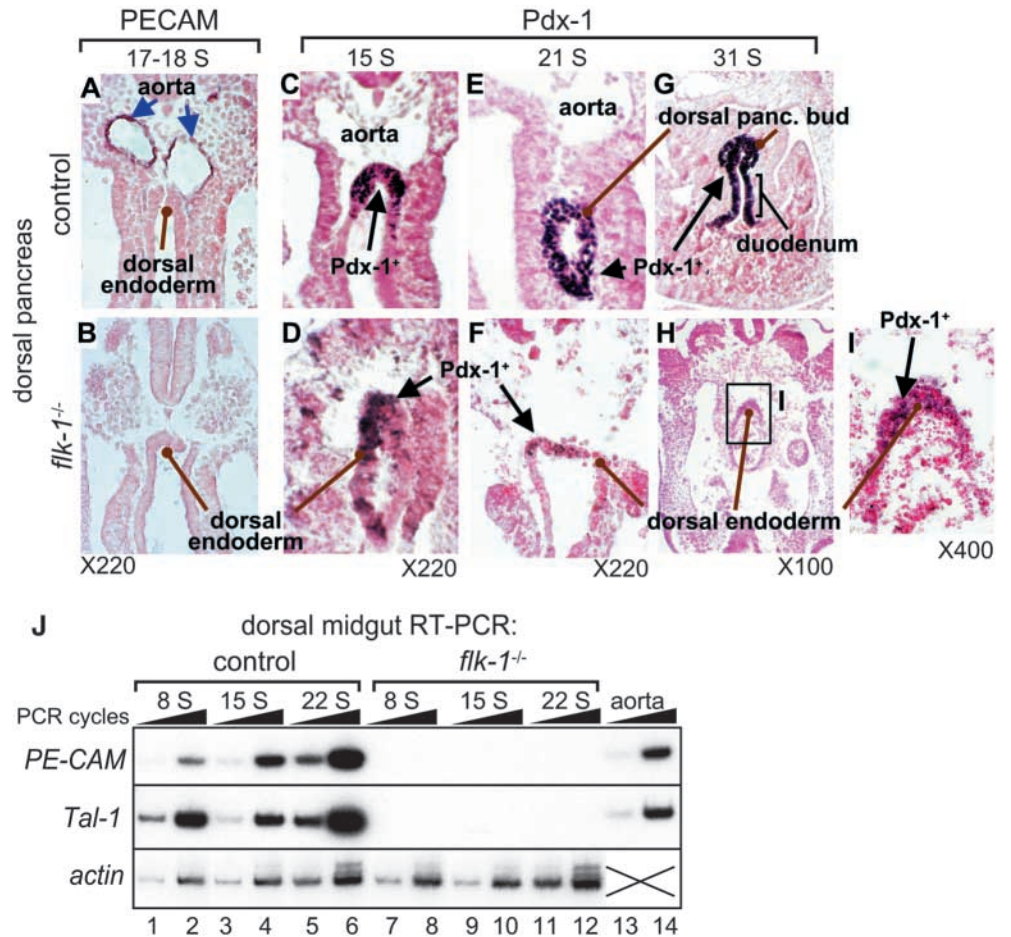 PECAM
Pdx-1
17-18 S
15 S
21 S
31 S
dorsal pancreas
control
flk-1-/-
A
aorta
dorsal
endoderm
C
aorta
Pdx-1+
E
aorta
dorsal panc. bud
Pdx-1+
G
duodenum
B
dorsal
endoderm
X220
D
Pdx-1+
X220
F
dorsal endoderm
X220
H
I
X100
I
Pdx-1+
X400
J
dorsal midgut RT-PCR:
control
flk-1-/-
8 S
15 S
22 S
8 S
15 S
22 S
aorta
PCR cycles
PE-CAM
Tal-1
actin
1 2 3 4 5 6 7 8 9 10 11 12 13 14